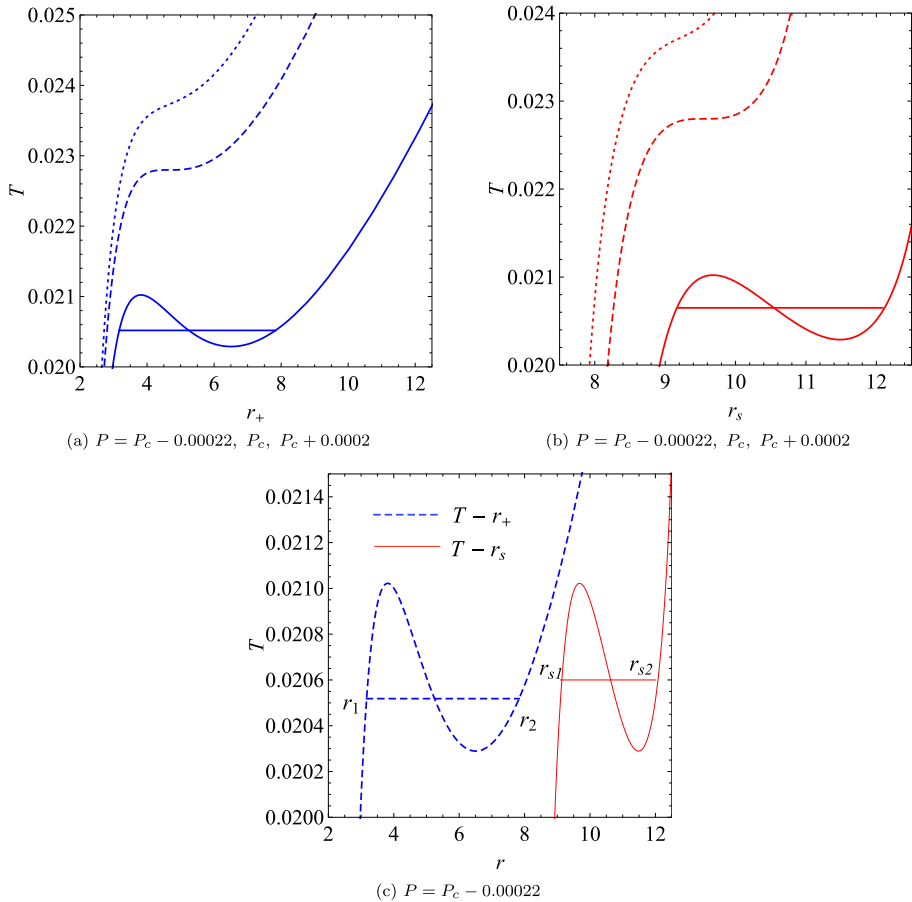 0.025
0.024
0.023
0.022
0.021
0.020
T
2 4 6 8 10 12
r+
(a) P = Pc − 0.00022, Pc, Pc + 0.0002
0.024
0.023
0.022
0.021
0.020
T
8 9 10 11 12
rs
(b) P = Pc − 0.00022, Pc, Pc + 0.0002
0.0214
0.0212
0.0210
0.0208
0.0206
0.0204
0.0202
0.0200
T
T − r+
T − rs
rs1 rs2
r1 r2
2 4 6 8 10 12
r
(c) P = Pc − 0.00022